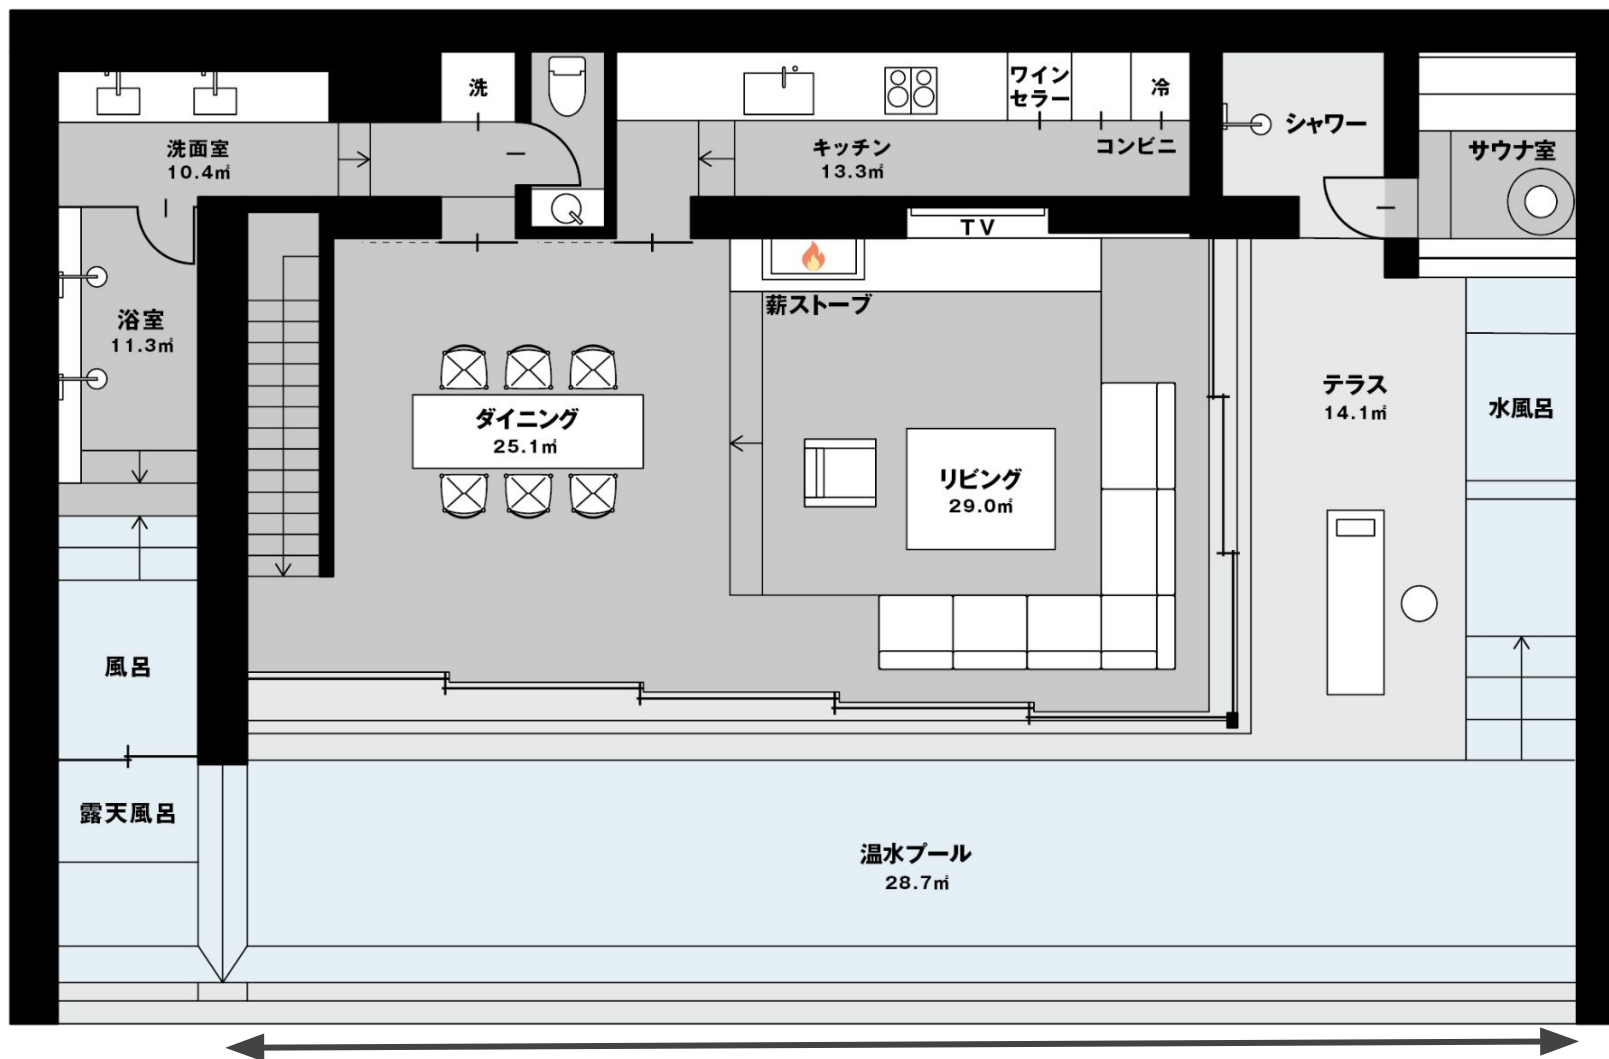 洗
ワイン
セラー
冷
シャワー
サウナ室
洗面室
10.4㎡
キッチン
13.3㎡
コンビニ
TV
薪ストーブ
浴室
11.3㎡
ダイニング
25.1㎡
リビング
29.0㎡
テラス
14.1㎡
水風呂
風呂
露天風呂
温水プール
28.7㎡